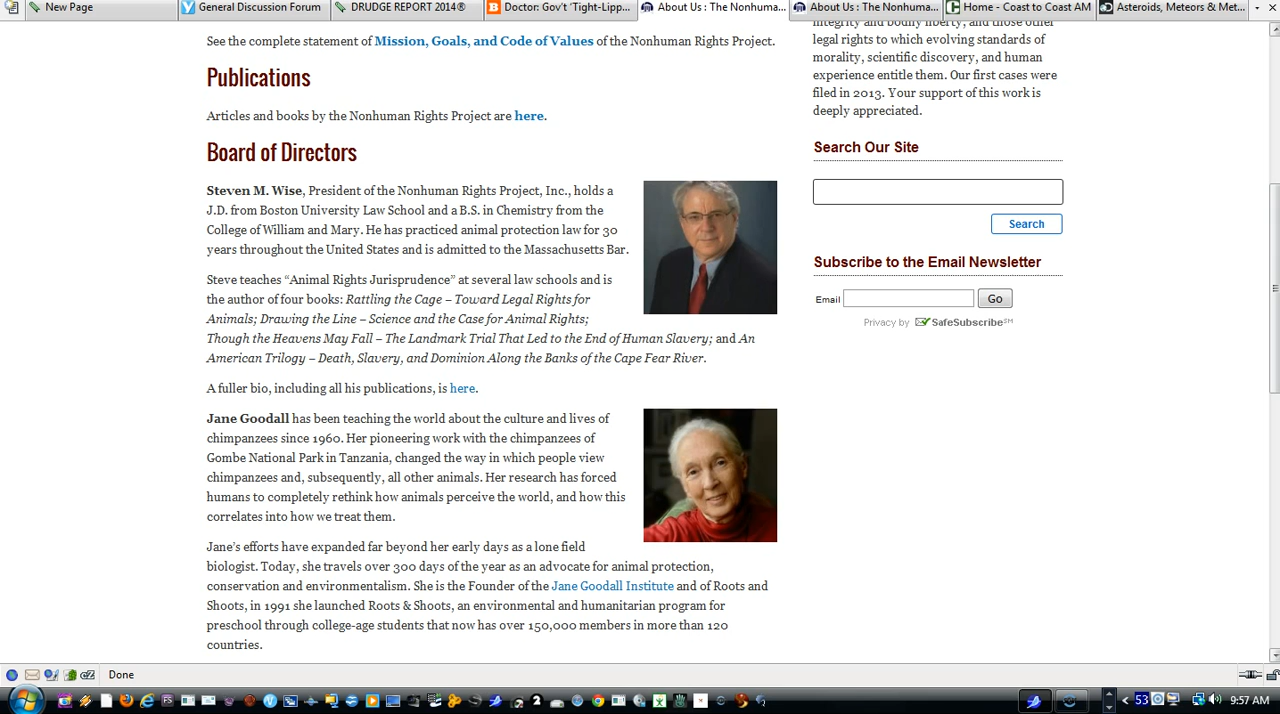 New Page
General Discussion Forum
DRUDGE REPORT 2014®
Doctor: Gov't 'Tight-Lipp...
About Us : The Nonhuma...
About Us : The Nonhuma...
Home - Coast to Coast AM
Asteroids, Meteors & Met...
See the complete statement of Mission, Goals, and Code of Values of the Nonhuman Rights Project.
Publications
Articles and books by the Nonhuman Rights Project are here.
Board of Directors
Steven M. Wise, President of the Nonhuman Rights Project, Inc., holds a
J.D. from Boston University Law School and a B.S. in Chemistry from the
College of William and Mary. He has practiced animal protection law for 30
years throughout the United States and is admitted to the Massachusetts Bar.
Steve teaches “Animal Rights Jurisprudence” at several law schools and is
the author of four books: Rattling the Cage – Toward Legal Rights for
Animals; Drawing the Line – Science and the Case for Animal Rights;
Though the Heavens May Fall – The Landmark Trial That Led to the End of Human Slavery; and An
American Trilogy – Death, Slavery, and Dominion Along the Banks of the Cape Fear River.
A fuller bio, including all his publications, is here.
Jane Goodall has been teaching the world about the culture and lives of
chimpanzees since 1960. Her pioneering work with the chimpanzees of
Gombe National Park in Tanzania, changed the way in which people view
chimpanzees and, subsequently, all other animals. Her research has forced
humans to completely rethink how animals perceive the world, and how this
correlates into how we treat them.
Jane’s efforts have expanded far beyond her early days as a lone field
biologist. Today, she travels over 300 days of the year as an advocate for animal protection,
conservation and environmentalism. She is the Founder of the Jane Goodall Institute and of Roots and
Shoots, in 1991 she launched Roots & Shoots, an environmental and humanitarian program for
preschool through college-age students that now has over 150,000 members in more than 120
countries.
integrity and bodily liberty, and those other
legal rights to which evolving standards of
morality, scientific discovery, and human
experience entitle them. Our first cases were
filed in 2013. Your support of this work is
deeply appreciated.
Search Our Site
Search
Subscribe to the Email Newsletter
Email
Go
Privacy by SafeSubscribe℠
Done
53
9:57 AM